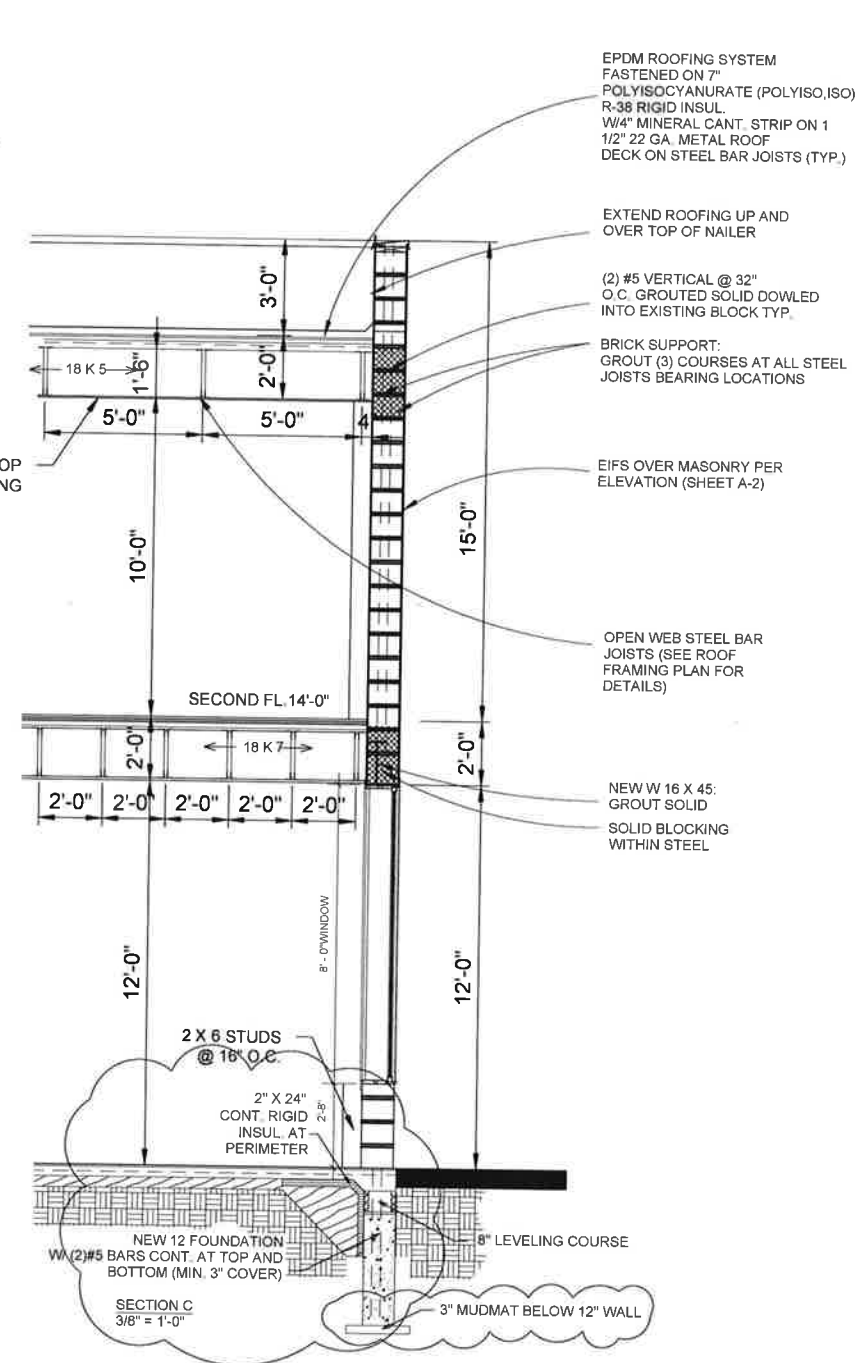 EPDM ROOFING SYSTEM
FASTENED ON 7"
POLYISOCYANURATE (POLYISO,ISO)
R-38 RIGID INSUL.
W/4" MINERAL CANT. STRIP ON 1
1/2" 22 GA. METAL ROOF
DECK ON STEEL BAR JOISTS (TYP.)
EXTEND ROOFING UP AND
OVER TOP OF NAILER
3'-0"
(2) #5 VERTICAL @ 32"
O.C. GROUTED SOLID DOWLED
INTO EXISTING BLOCK TYP.
BRICK SUPPORT:
GROUT (3) COURSES AT ALL STEEL
JOISTS BEARING LOCATIONS
18 K 5
1'-6"
2'-0"
5'-0"
5'-0"
4
OP
NG
EIFS OVER MASONRY PER
ELEVATION (SHEET A-2)
10'-0"
15'-0"
OPEN WEB STEEL BAR
JOISTS (SEE ROOF
FRAMING PLAN FOR
DETAILS)
SECOND FL. 14'-0"
2'-0"
18 K 7
2'-0"
2'-0"
2'-0"
2'-0"
2'-0"
2'-0"
NEW W 16 X 45:
GROUT SOLID
SOLID BLOCKING
WITHIN STEEL
8'- 0"WINDOW
12'-0"
12'-0"
2 X 6 STUDS
@ 16" O.C.
2" X 24"
CONT. RIGID
INSUL. AT
PERIMETER
2'-8"
NEW 12 FOUNDATION
W/ (2)#5 BARS CONT. AT TOP AND
BOTTOM (MIN. 3" COVER)
8" LEVELING COURSE
SECTION C
3/8" = 1'-0"
3" MUDMAT BELOW 12" WALL